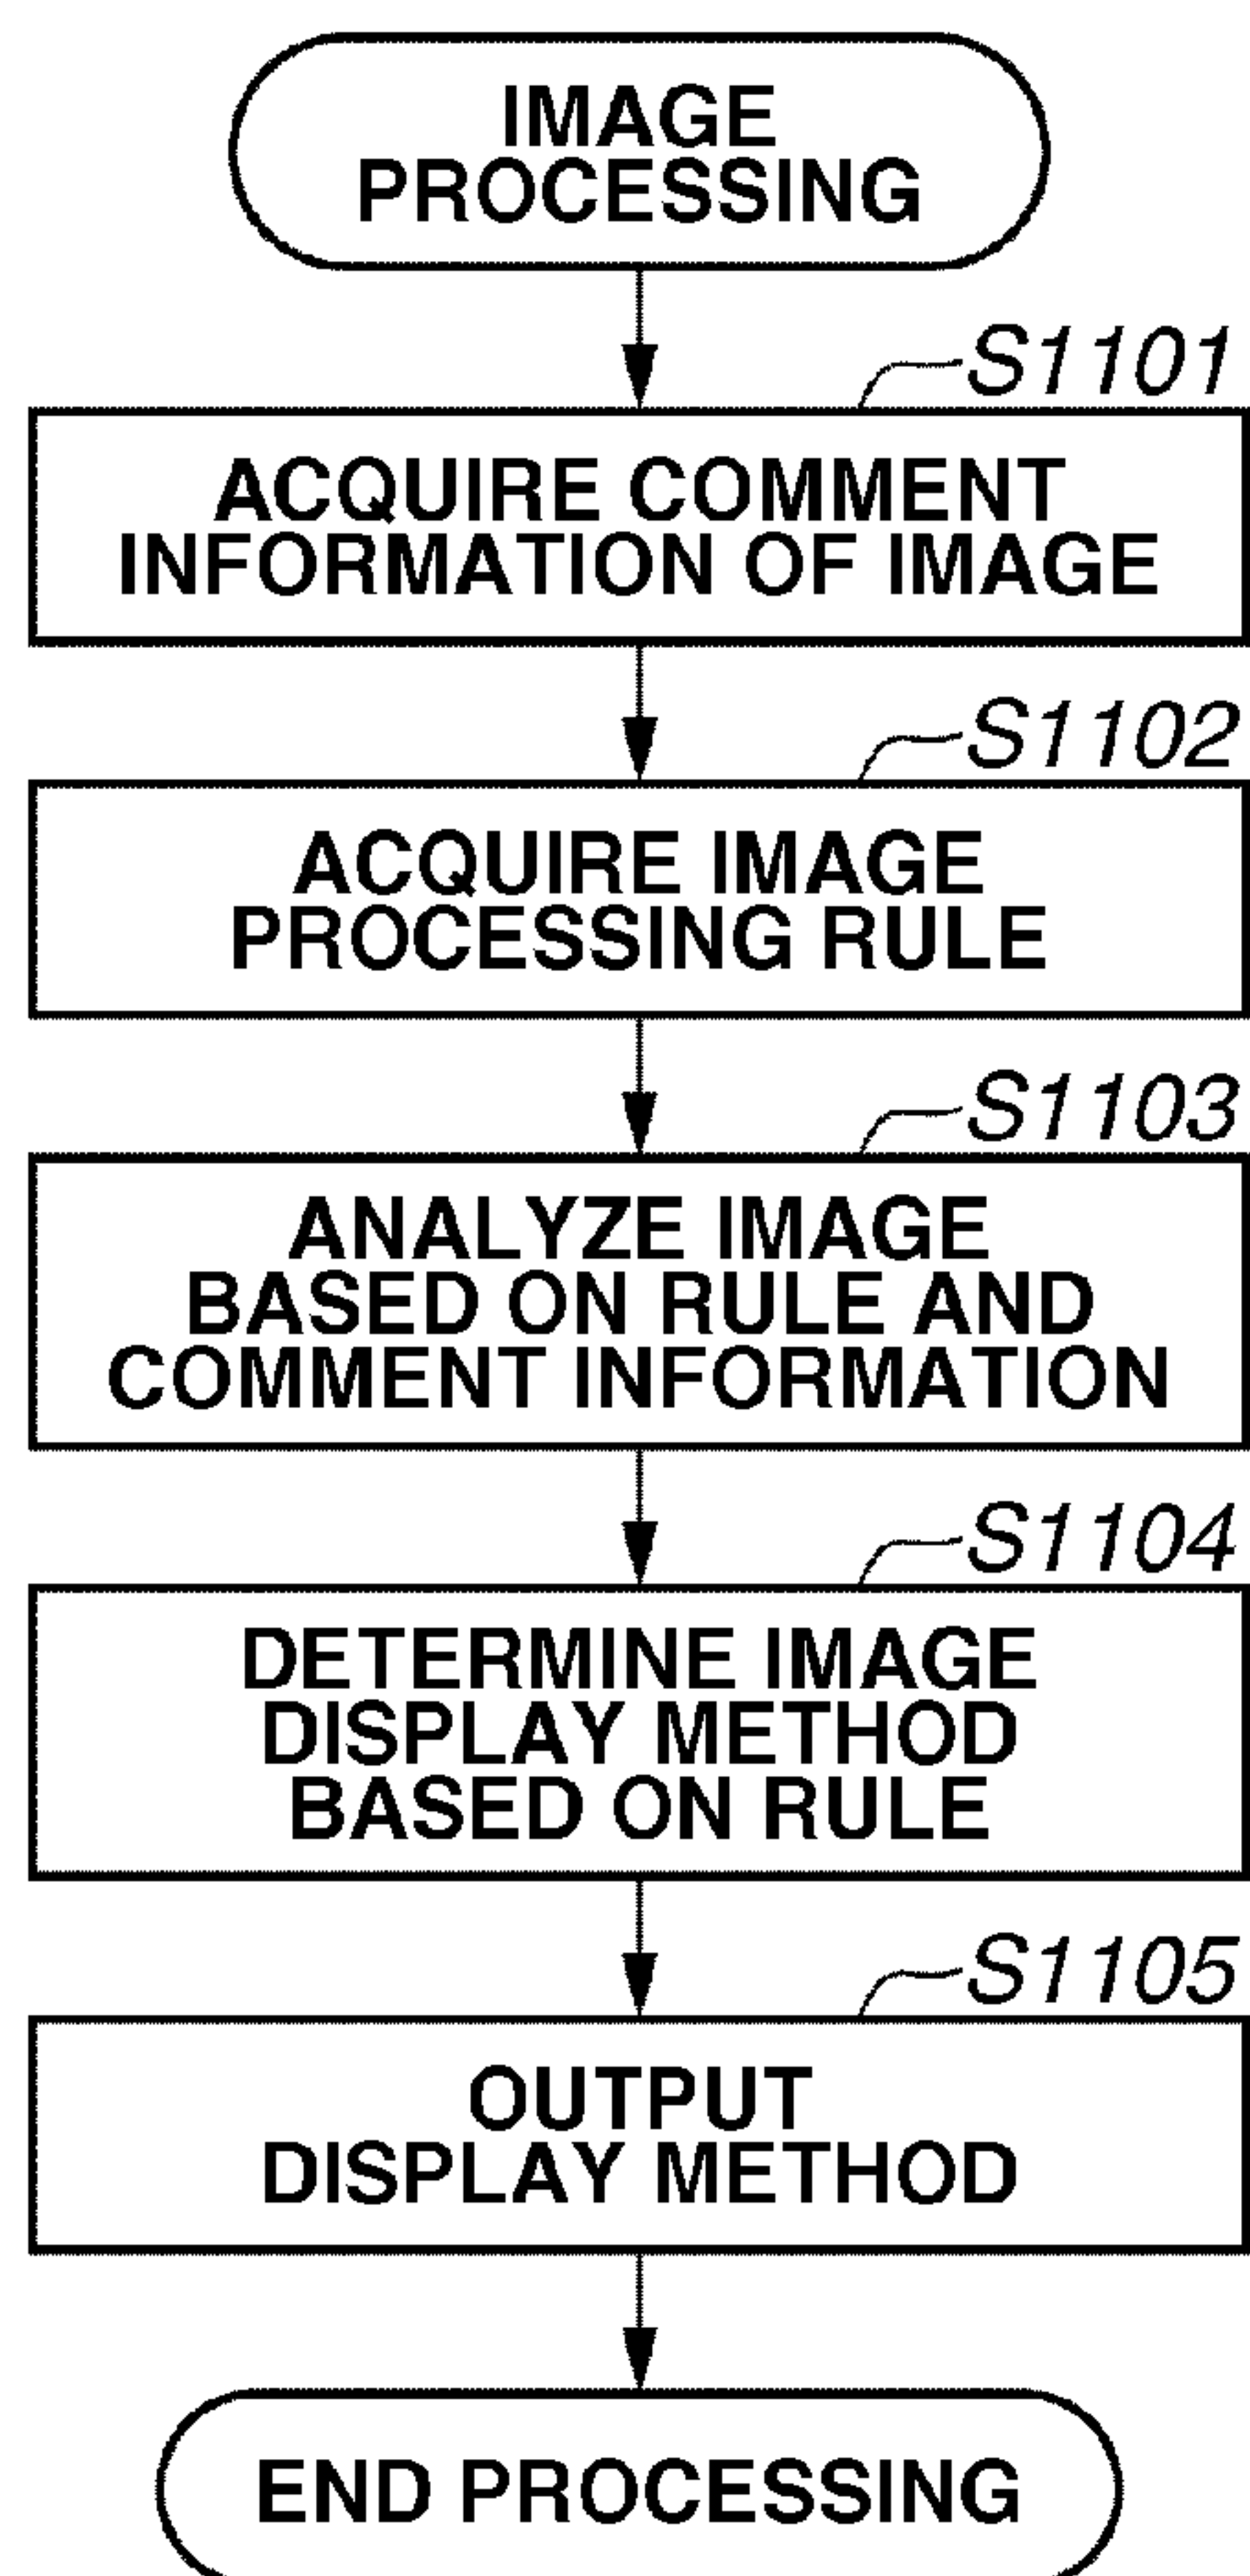 IMAGE
PROCESSING
S1101
ACQUIRE COMMENT
INFORMATION OF IMAGE
S1102
ACQUIRE IMAGE
PROCESSING RULE
S1103
ANALYZE IMAGE
BASED ON RULE AND
COMMENT INFORMATION
S1104
DETERMINE IMAGE
DISPLAY METHOD
BASED ON RULE
S1105
OUTPUT
DISPLAY METHOD
END PROCESSING